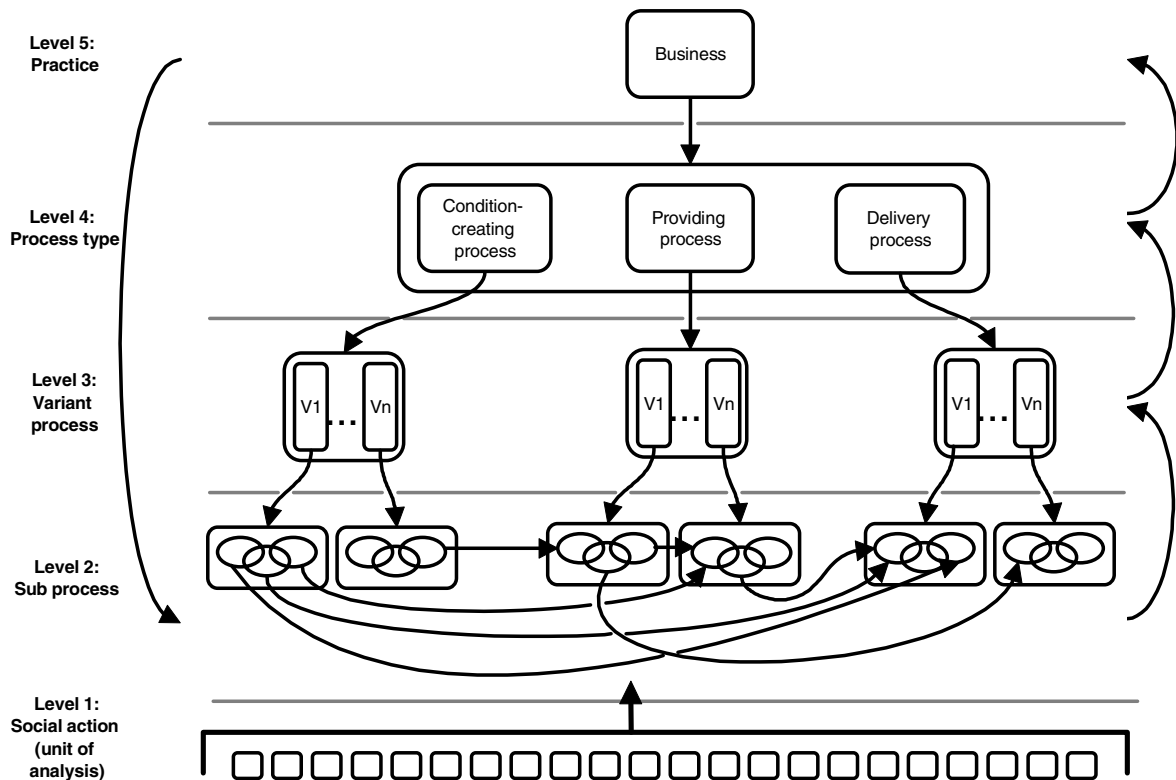 Level 5:
Practice
Business
Level 4:
Process type
Condition-
creating
process
Providing
process
Delivery
process
Level 3:
Variant
process
V1
...
Vn
V1
...
Vn
V1
...
Vn
Level 2:
Sub process
Level 1:
Social action
(unit of
analysis)